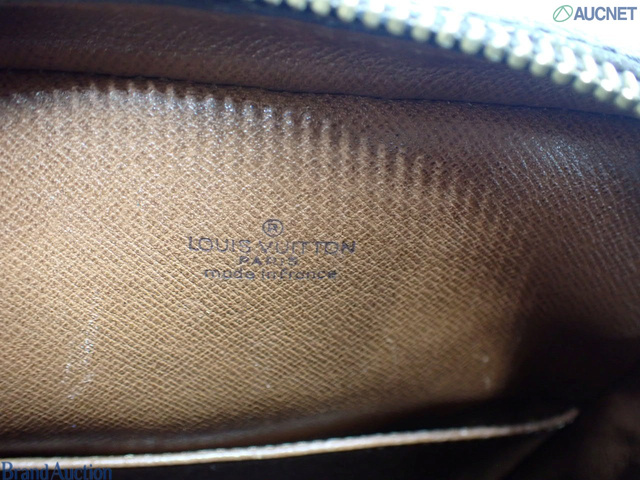 AUCNET
®
LOUIS VUITTON
PARIS
made in France
Brand Auction